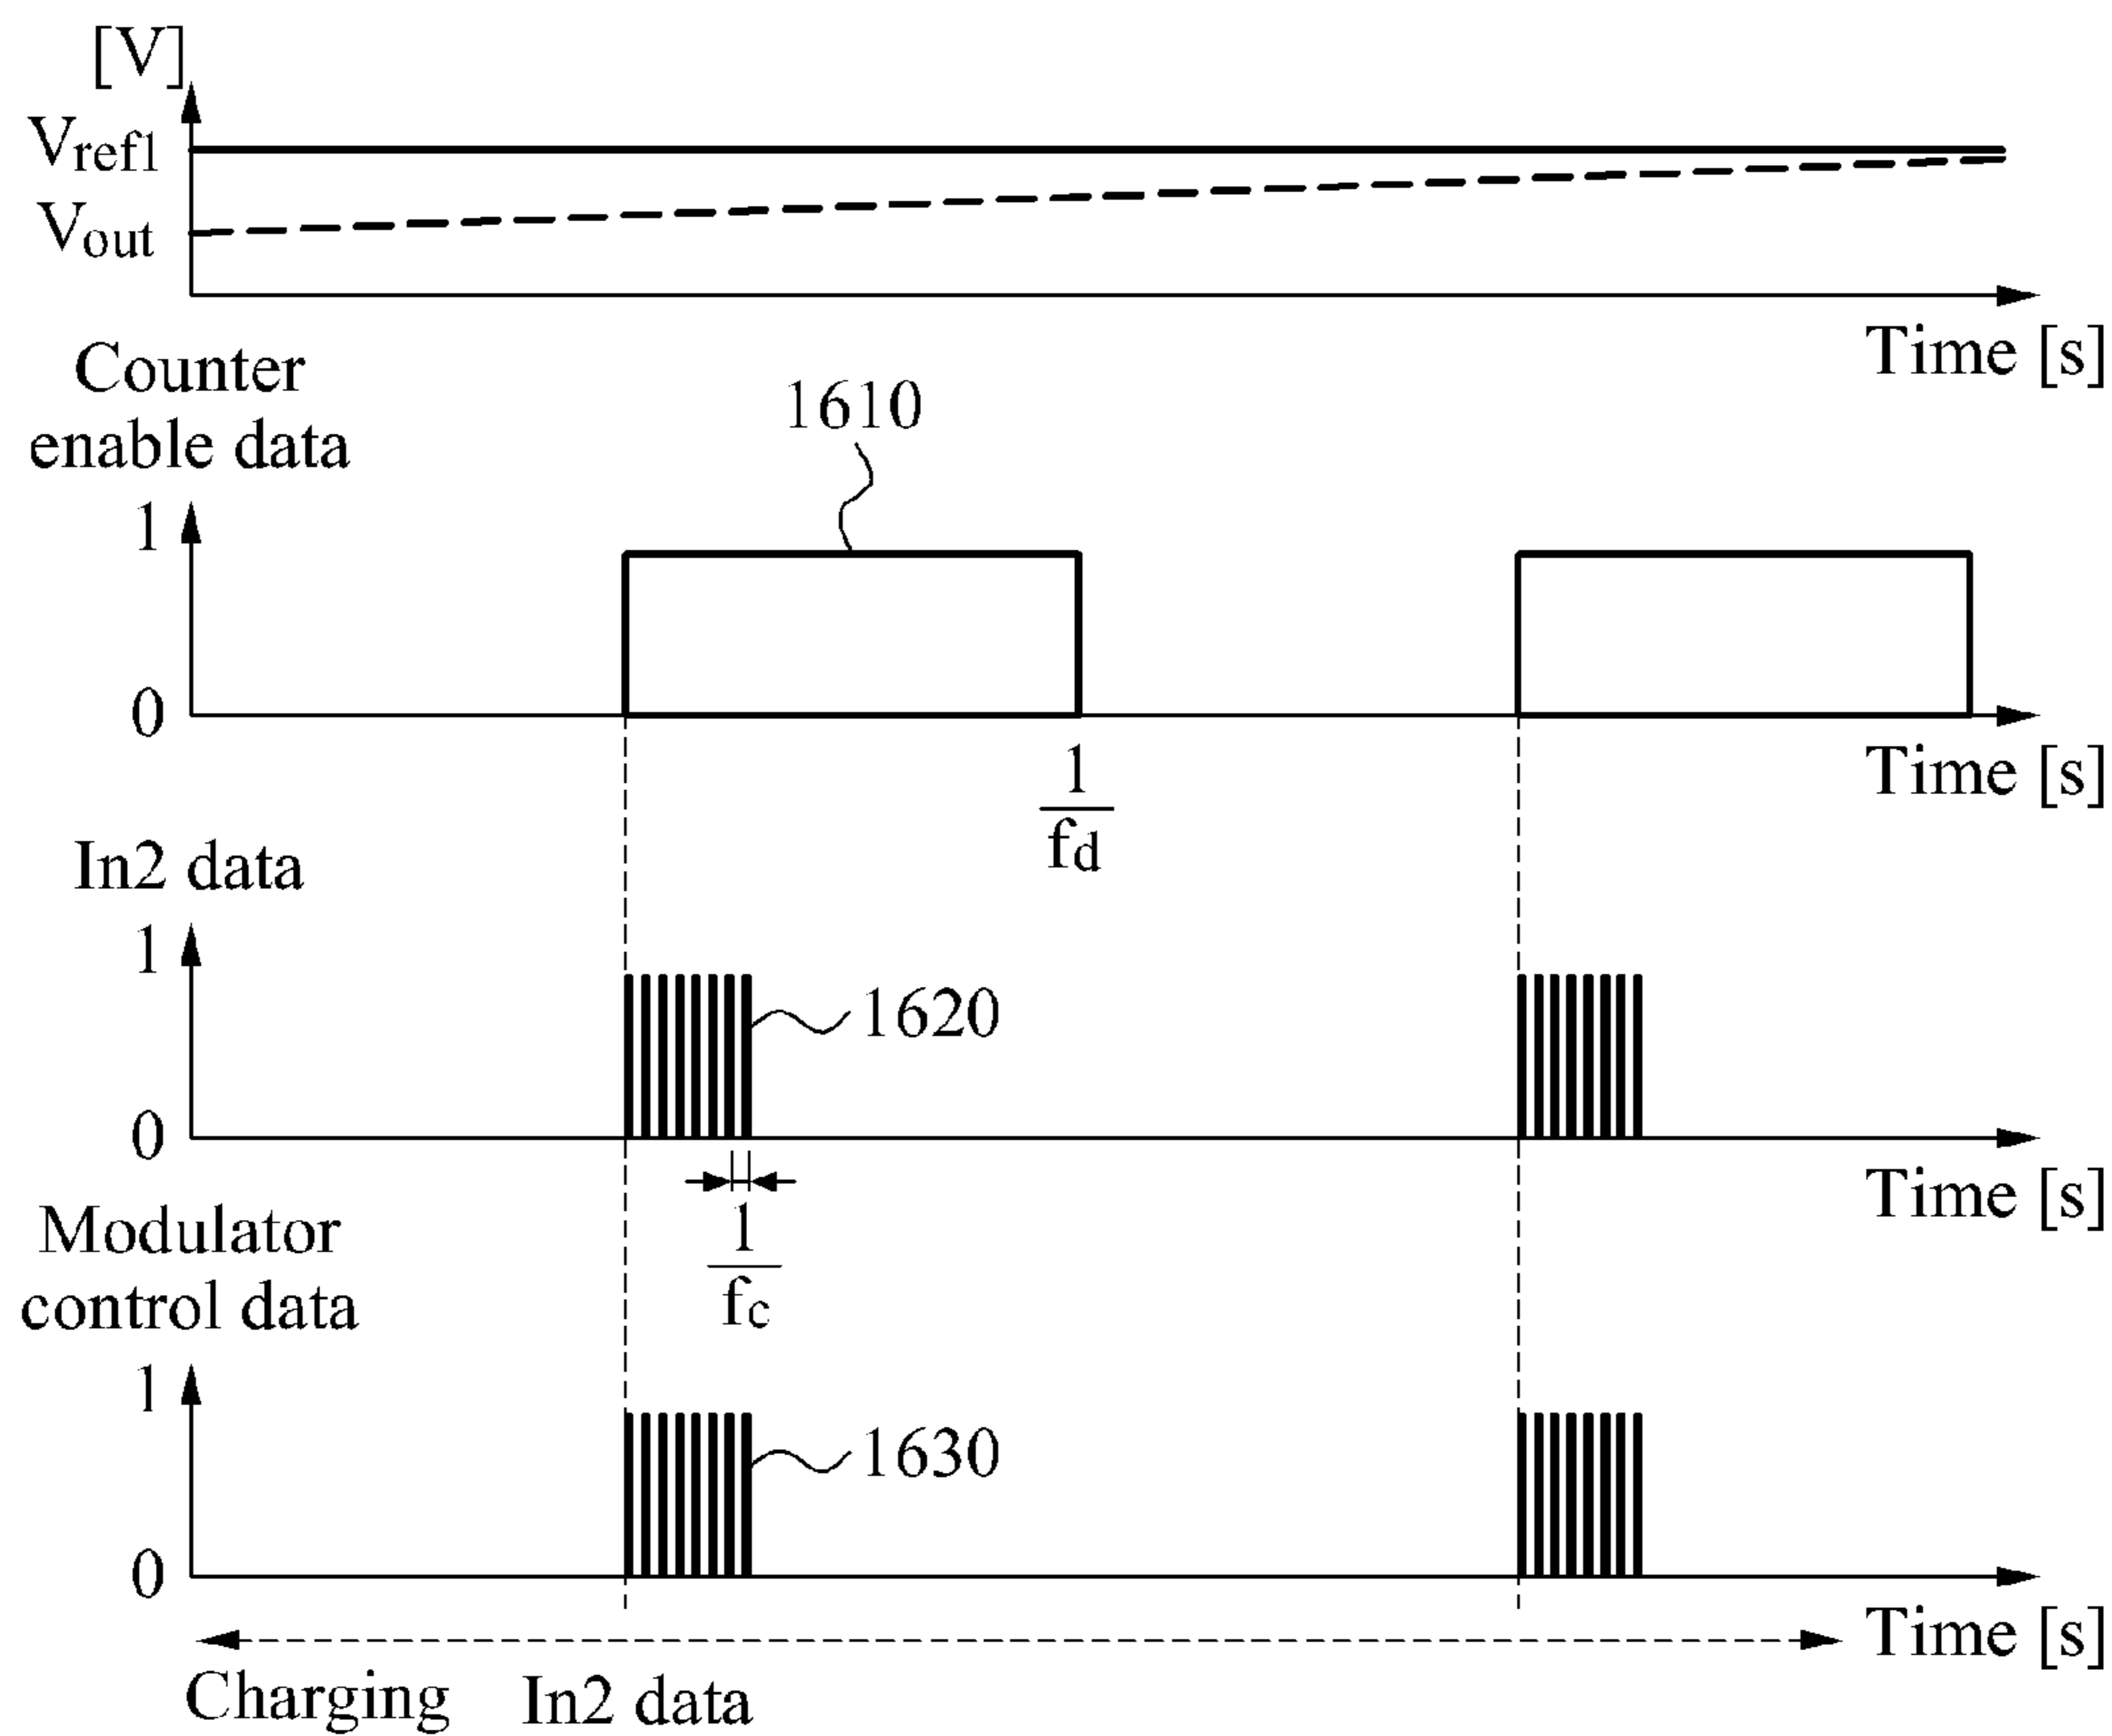 [V]
Vref1
Vout
Time [s]
Counter
enable data
1610
1
0
Time [s]
1
fd
In2 data
1
1620
0
Time [s]
1
fc
Modulator
control data
1
1630
0
Time [s]
Charging In2 data